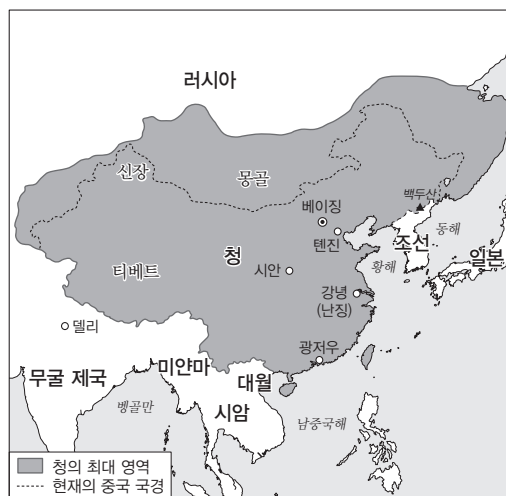 러시아
신장
몽골
백두산
베이징
동해
톈진
조선
청
황해
일본
티베트
시안
강녕
(난징)
델리
광저우
미얀마
무굴 제국
대월
벵골만
시암
남중국해
청의 최대 영역
현재의 중국 국경